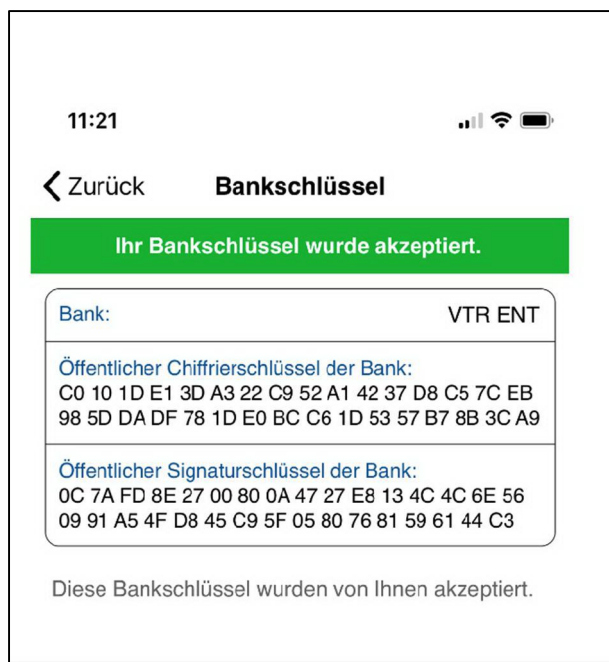 11:21
Zurück Bankschlüssel
Ihr Bankschlüssel wurde akzeptiert.
Bank: VTR ENT
Öffentlicher Chiffrierschlüssel der Bank:
C0 10 1D E1 3D A3 22 C9 52 A1 42 37 D8 C5 7C EB
98 5D DA DF 78 1D E0 BC C6 1D 53 57 B7 8B 3C A9
Öffentlicher Signaturschlüssel der Bank:
0C 7A FD 8E 27 00 80 0A 47 27 E8 13 4C 4C 6E 56
09 91 A5 4F D8 45 C9 5F 05 80 76 81 59 61 44 C3
Diese Bankschlüssel wurden von Ihnen akzeptiert.